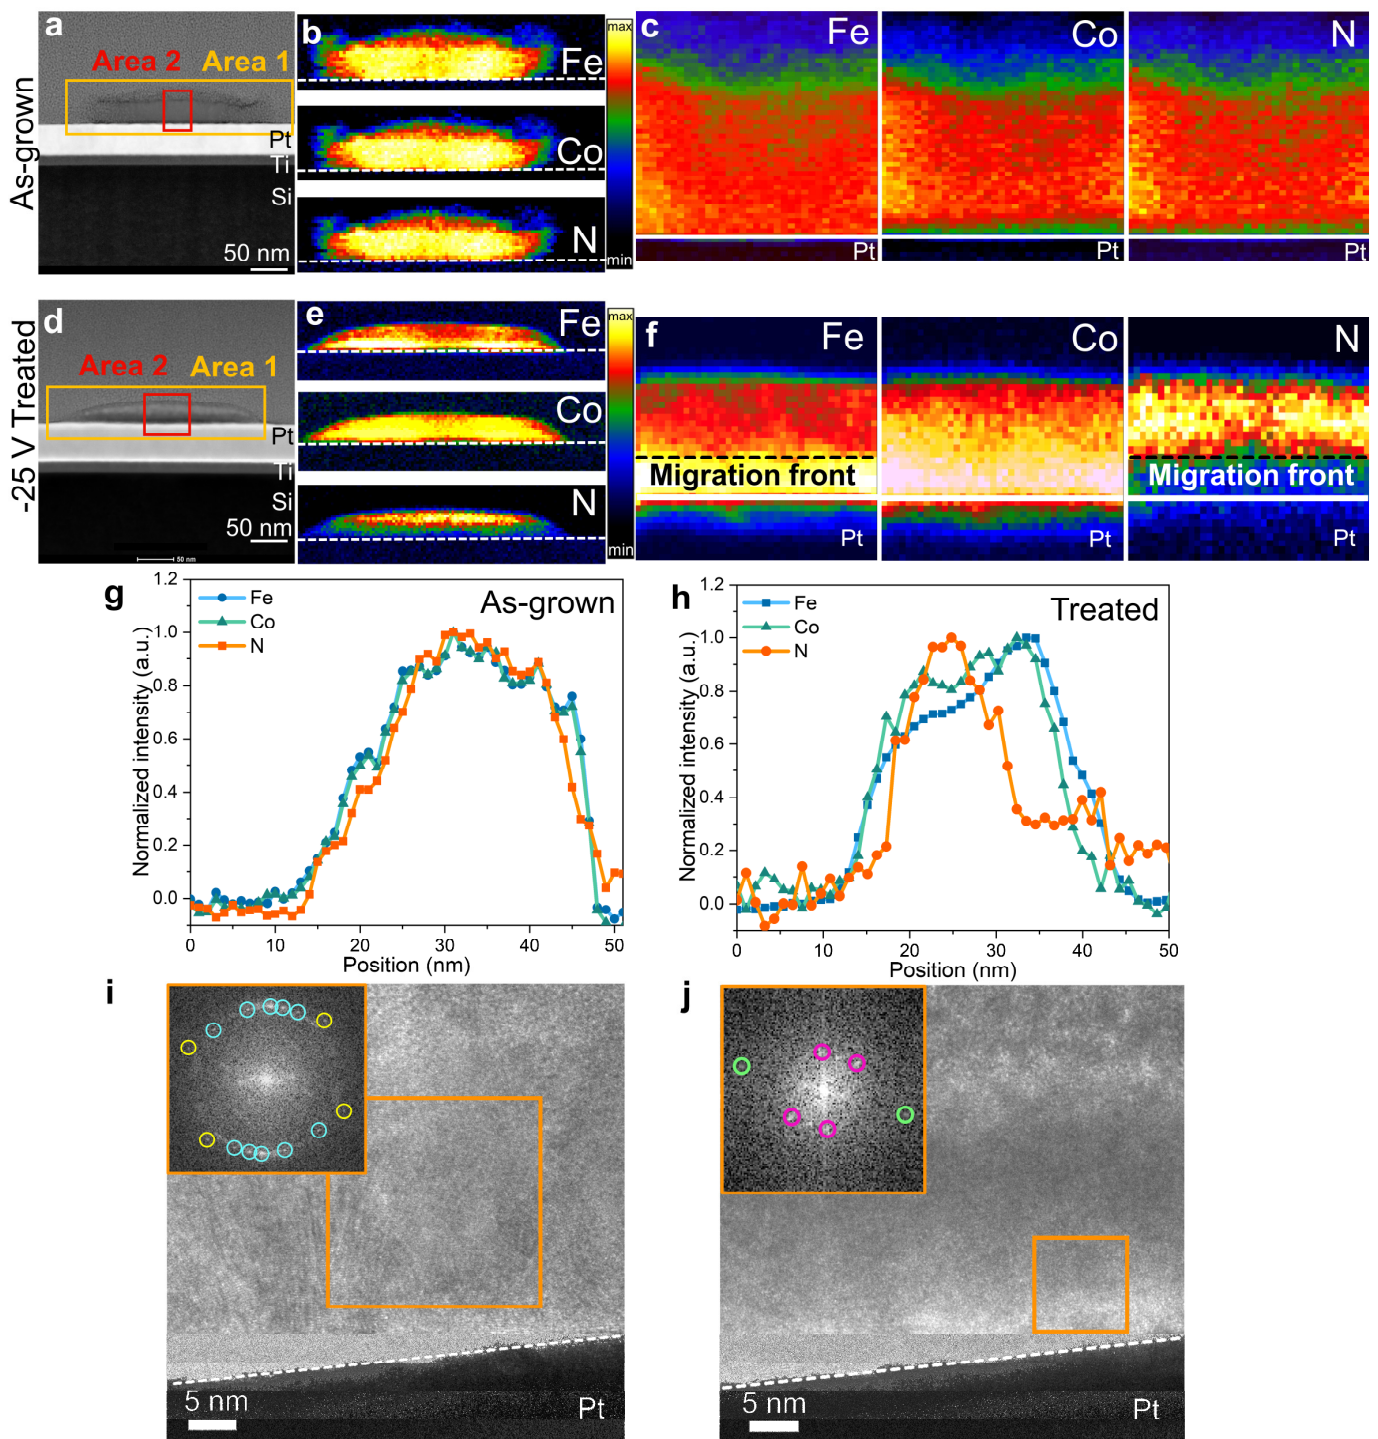 As-grown
a
Area 2 Area 1
Pt
Ti
Si
50 nm
b
Fe
Co
N
max
min
c
Fe
Pt
Co
Pt
N
Pt
-25 V Treated
d
Area 2 Area 1
Pt
Ti
Si
50 nm
50 nm
e
Fe
Co
N
max
min
f
Fe
Migration front
Co
Pt
N
Migration front
Pt
Pt
g
As-grown
Fe
Co
N
Normalized intensity (a.u.)
1.2
1.0
0.8
0.6
0.4
0.2
0.0
0 10 20 30 40 50
Position (nm)
h
Treated
Fe
Co
N
Normalized intensity (a.u.)
1.2
1.0
0.8
0.6
0.4
0.2
0.0
0 10 20 30 40 50
Position (nm)
i
5 nm
Pt
j
5 nm
Pt